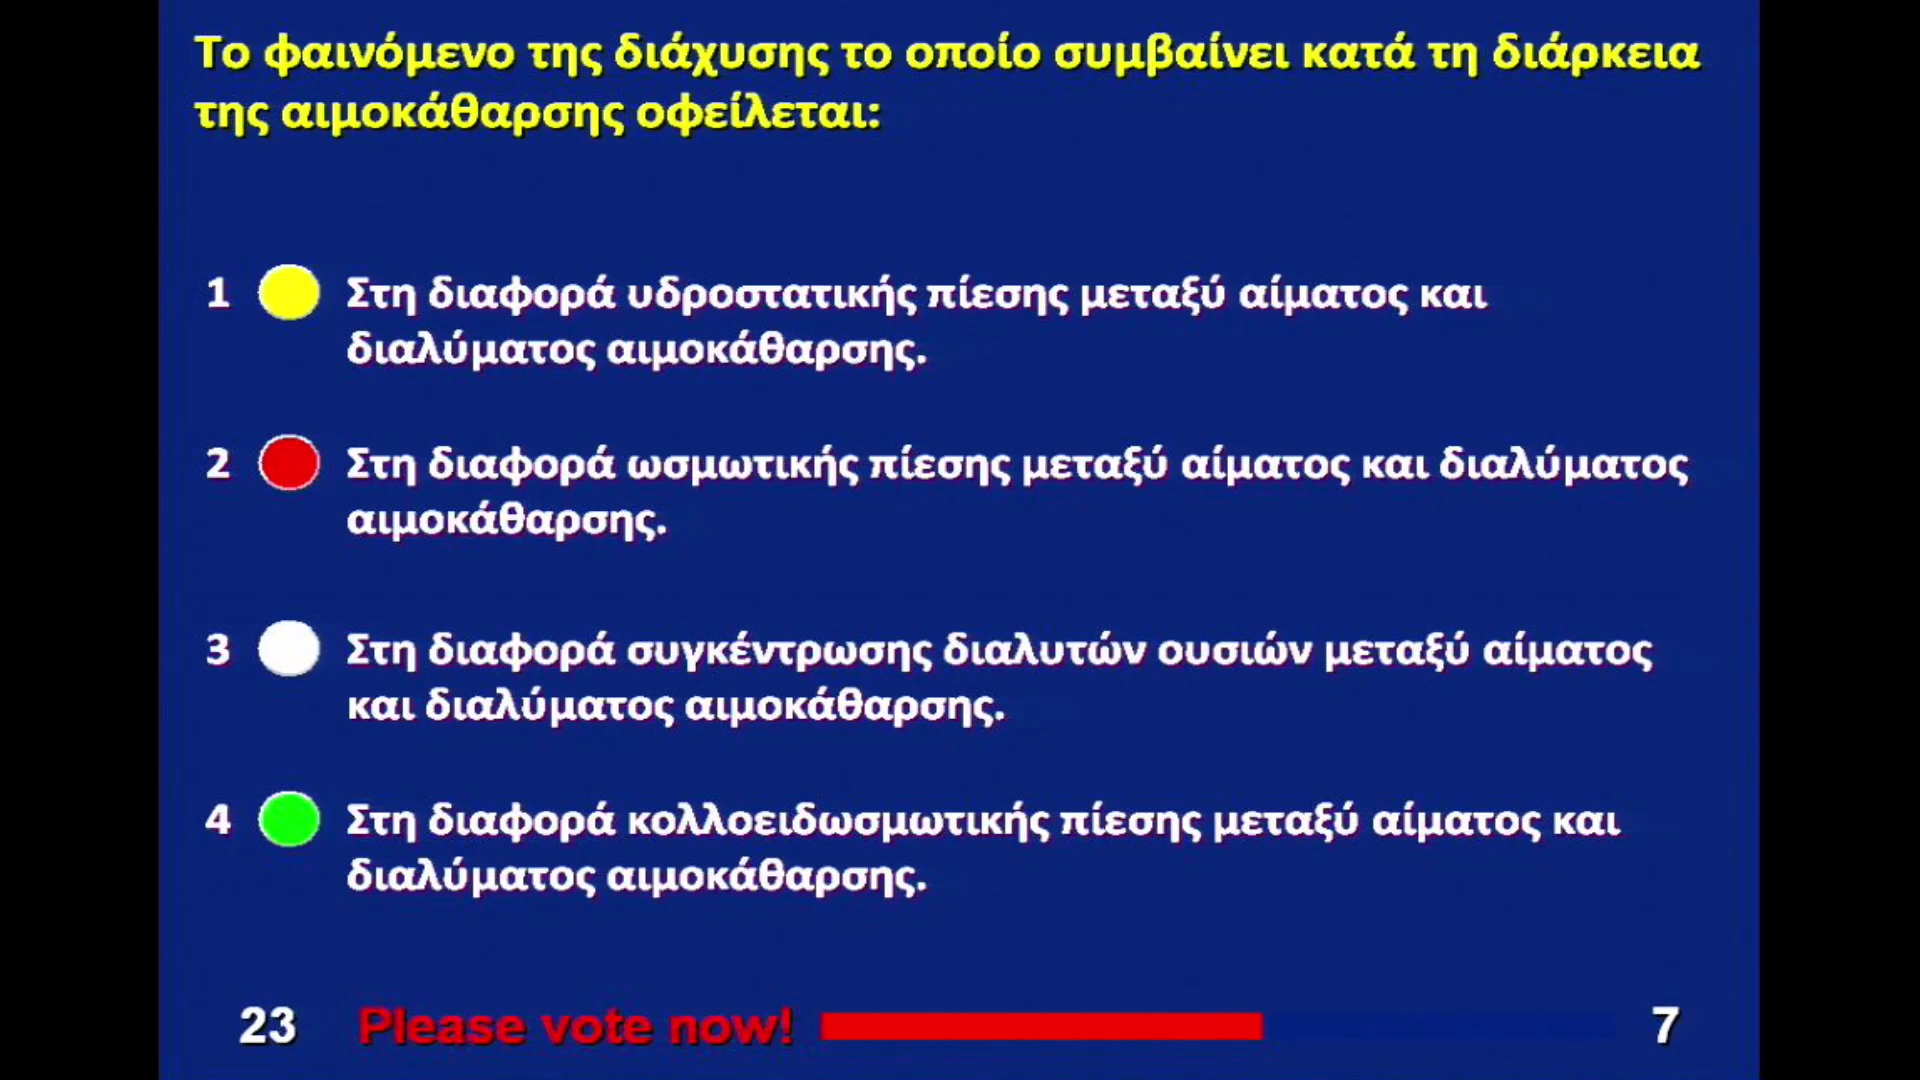 Το φαινόμενο της διάχυσης το οποίο συμβαίνει κατά τη διάρκεια
της αιμοκάθαρσης οφείλεται:
1 Στη διαφορά υδροστατικής πίεσης μεταξύ αίματος και
διαλύματος αιμοκάθαρσης.
2 Στη διαφορά ωσμωτικής πίεσης μεταξύ αίματος και διαλύματος
αιμοκάθαρσης.
3 Στη διαφορά συγκέντρωσης διαλυτών ουσιών μεταξύ αίματος
και διαλύματος αιμοκάθαρσης.
4 Στη διαφορά κολλοειδωσμωτικής πίεσης μεταξύ αίματος και
διαλύματος αιμοκάθαρσης.
23 Please vote now! 7